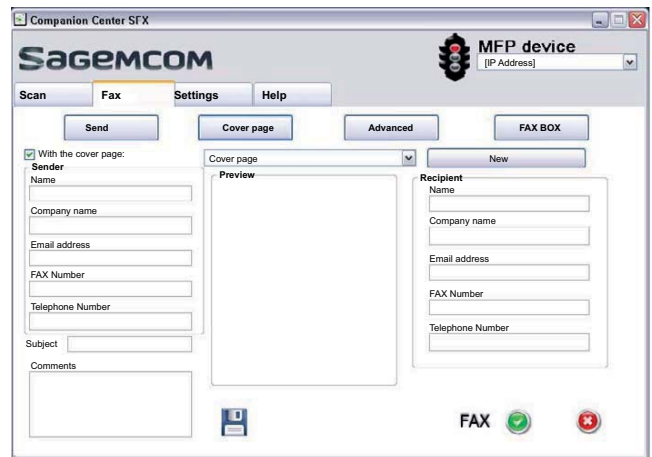 Companion Center SFX
Sagemcom
MFP device
[IP Address]
Scan Fax Settings Help
Send Cover page Advanced FAX BOX
With the cover page: Cover page New
Sender
Name
Company name
Email address
FAX Number
Telephone Number
Subject
Comments
Preview
Recipient
Name
Company name
Email address
FAX Number
Telephone Number
FAX